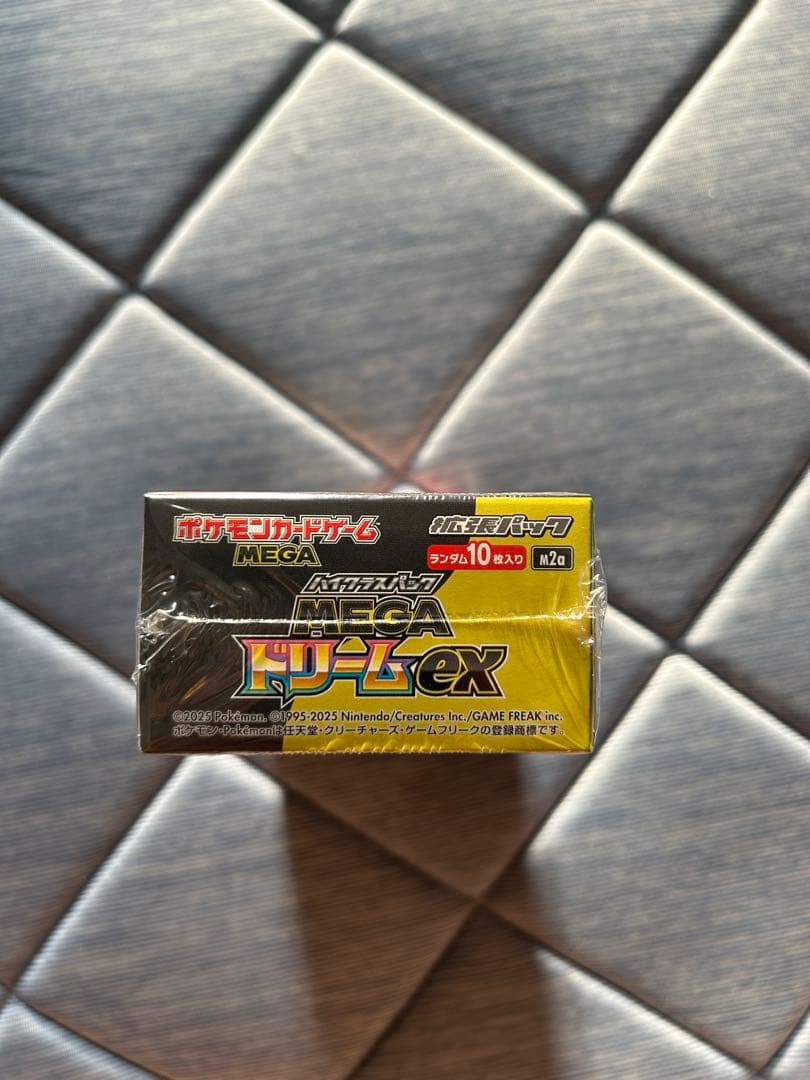 ポケモンカードゲーム
MEGA
拡張パック
ランダム10枚入り M2a
ハイクラスパック
MEGA
ドリームex
©2025 Pokémon. ©1995-2025 Nintendo/Creatures Inc./GAME FREAK inc.
ポケモン・Pokémonは任天堂・クリーチャーズ・ゲームフリークの登録商標です。